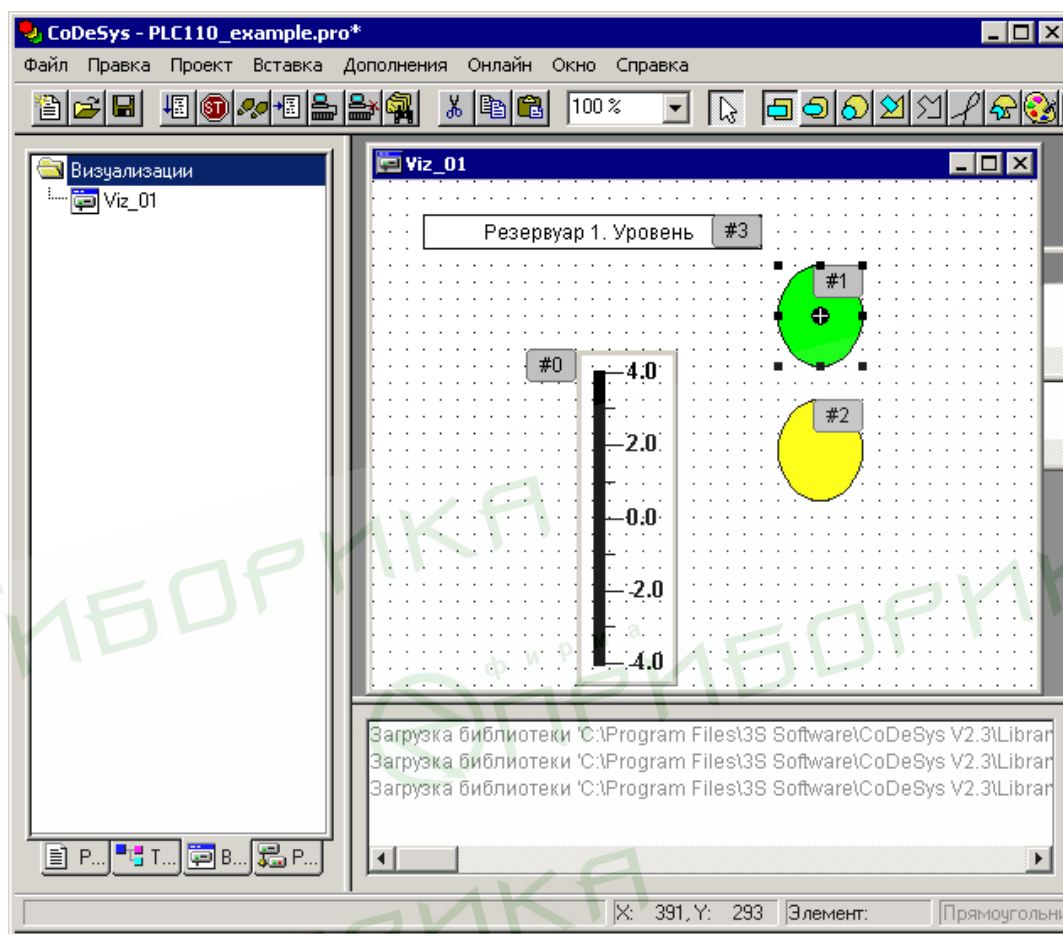 CoDeSys - PLC110_example.pro*
Файл Правка Проект Вставка Дополнения Онлайн Окно Справка
ST 100 %
Визуализации
Viz_01
Viz_01
Резервуар 1. Уровень #3
#1
#0
4.0
#2
2.0
0.0
-2.0
-4.0
фирма
ПРИБОРИКА
Загрузка библиотеки 'C:\Program Files\3S Software\CoDeSys V2.3\Librar
Загрузка библиотеки 'C:\Program Files\3S Software\CoDeSys V2.3\Librar
Загрузка библиотеки 'C:\Program Files\3S Software\CoDeSys V2.3\Librar
Р... Т... В... Р...
X: 391, Y: 293 Элемент: Прямоугольни